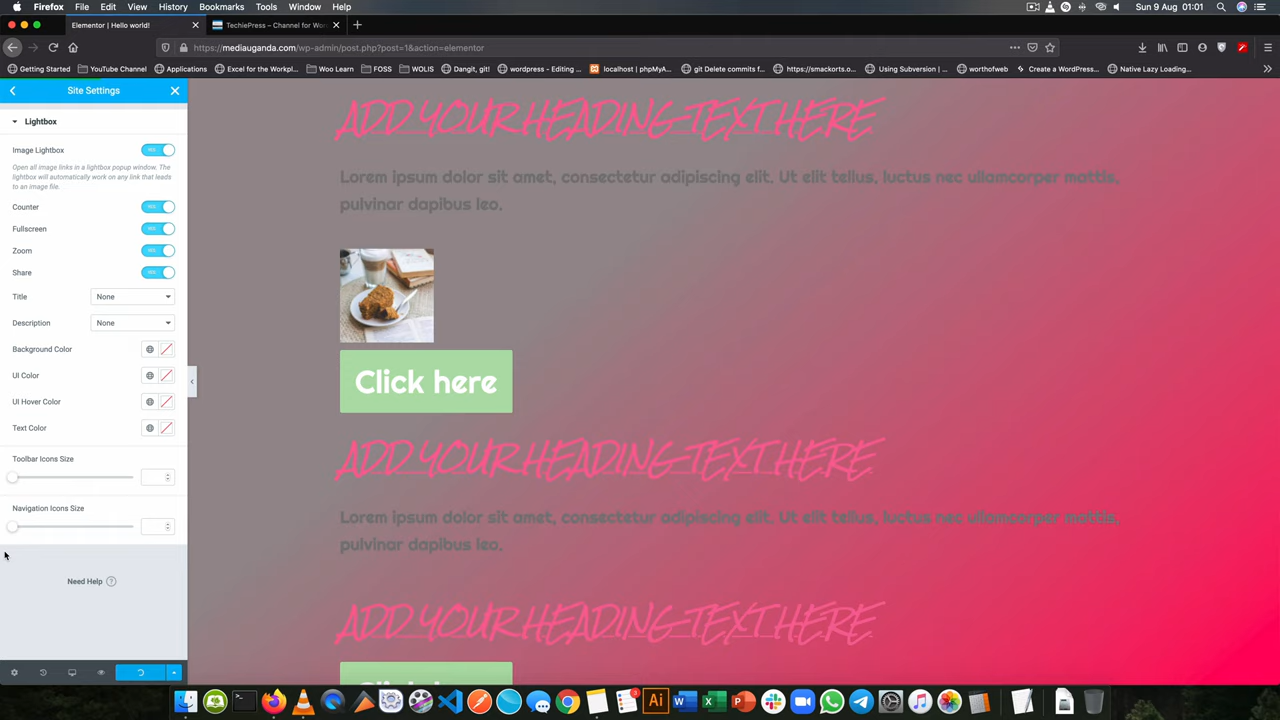 Firefox File Edit View History Bookmarks Tools Window Help Sun 9 Aug 01:01
Elementor | Hello world! TechiePress – Channel for Wor
https://mediauganda.com/wp-admin/post.php?post=1&action=elementor
Getting Started YouTube Channel Applications Excel for the Workpl... Woo Learn FOSS WOLIS Dangit, git! wordpress - Editing ... localhost | phpMyA... git Delete commits f... https://smackorts.d... Using Subversion | ... worthofweb Create a WordPress... Native Lazy Loading...
Site Settings
Lightbox
Image Lightbox YES
Open all image links in a lightbox popup window. The
lightbox will automatically work on any link that leads
to an image file.
Counter YES
Fullscreen YES
Zoom YES
Share YES
Title None
Description None
Background Color
UI Color
UI Hover Color
Text Color
Toolbar Icons Size
Navigation Icons Size
Need Help ?
ADD YOUR HEADING TEXT HERE
Lorem ipsum dolor sit amet, consectetur adipiscing elit. Ut elit tellus, luctus nec ullamcorper mattis,
pulvinar dapibus leo.
Click here
ADD YOUR HEADING TEXT HERE
Lorem ipsum dolor sit amet, consectetur adipiscing elit. Ut elit tellus, luctus nec ullamcorper mattis,
pulvinar dapibus leo.
ADD YOUR HEADING TEXT HERE
3 Ai